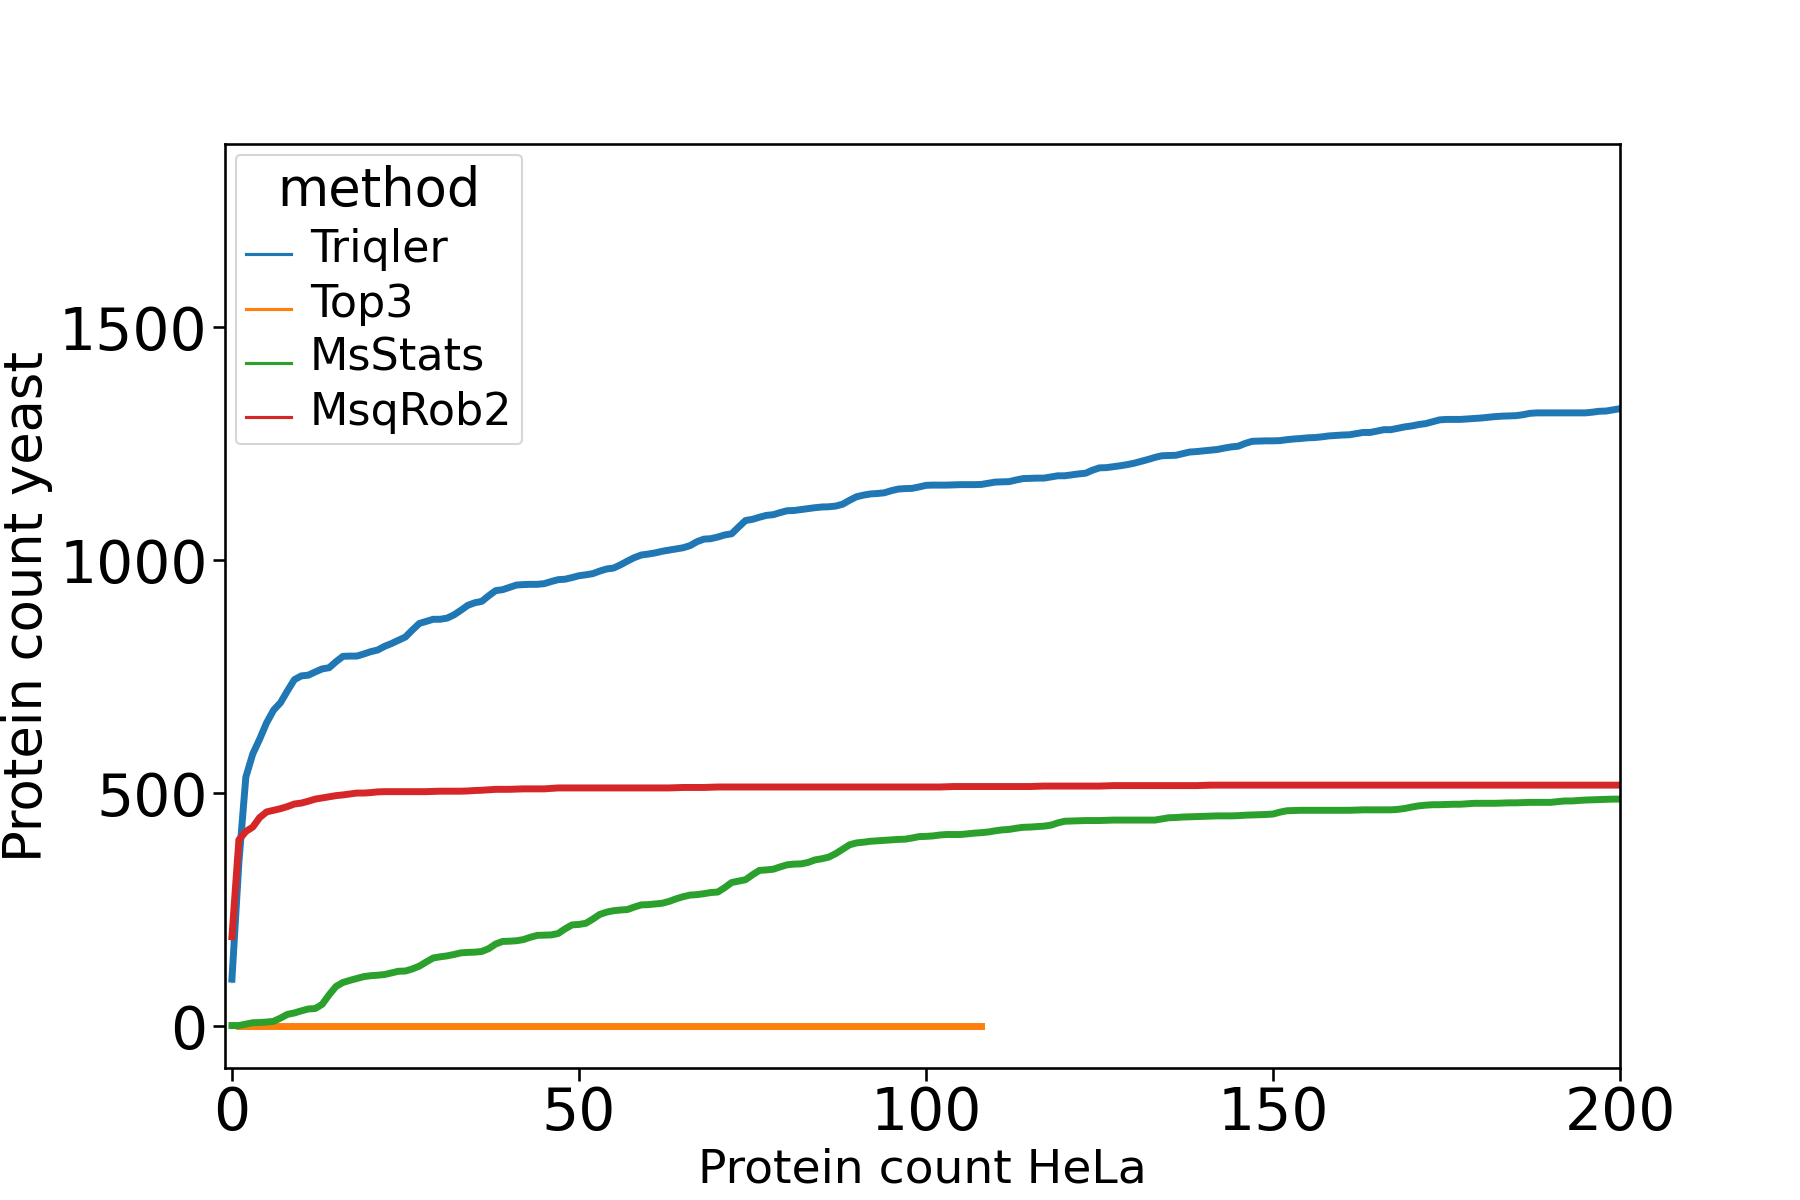 method
Triqler
Top3
MsStats
MsqRob2
Protein count yeast
1500
1000
500
0
0 50 100 150 200
Protein count HeLa